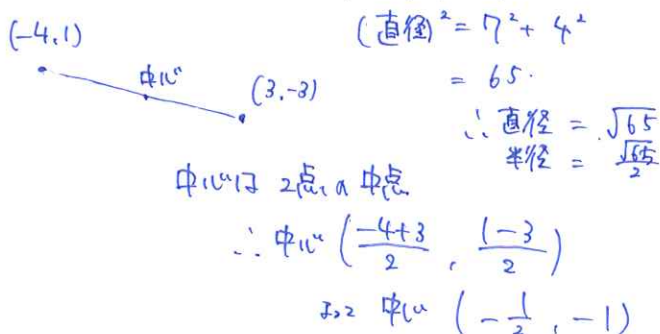 (-4,1)
中心
(3,-3)
(直径)² = 7² + 4²
= 65.
∴ 直径 = √65
半径 = √65/2
中心は 2点の中点
∴ 中心 ( (-4+3)/2 , (1-3)/2 )
よって 中心 ( -1/2 , -1 )